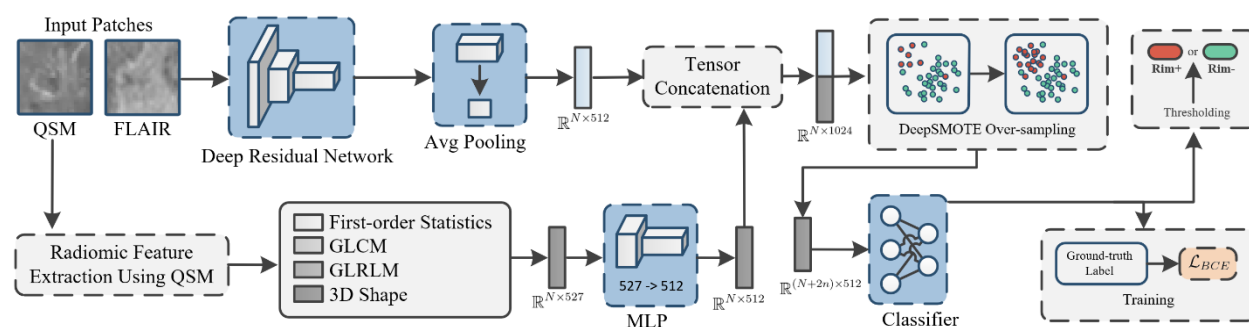 Input Patches
QSM
FLAIR
Deep Residual Network
Avg Pooling
ℝ^{N×512}
Tensor
Concatenation
ℝ^{N×1024}
DeepSMOTE Over-sampling
or
Rim+
Rim-
Thresholding
Radiomic Feature
Extraction Using QSM
First-order Statistics
GLCM
GLRLM
3D Shape
ℝ^{N×527}
527 -> 512
MLP
ℝ^{N×512}
ℝ^{(N+2n)×512}
Classifier
Ground-truth
Label
ℒ_{BCE}
Training